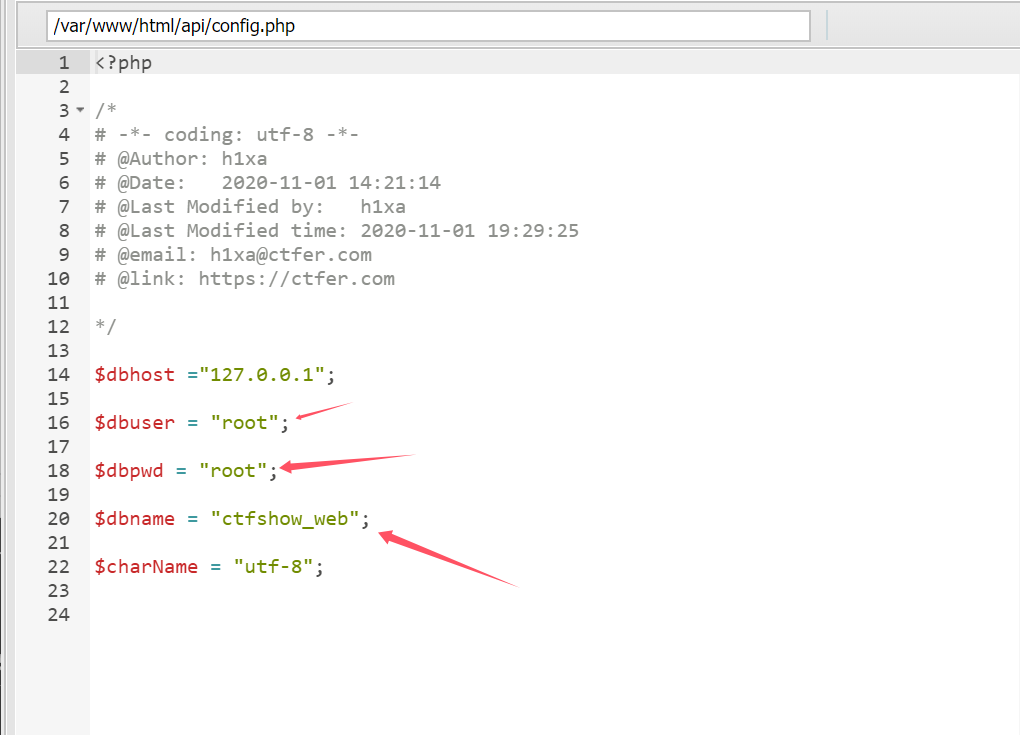 /var/www/html/api/config.php
1 <?php
2
3 /*
4 # -*- coding: utf-8 -*-
5 # @Author: h1xa
6 # @Date:   2020-11-01 14:21:14
7 # @Last Modified by:   h1xa
8 # @Last Modified time: 2020-11-01 19:29:25
9 # @email: h1xa@ctfer.com
10 # @link: https://ctfer.com
11
12 */
13
14 $dbhost ="127.0.0.1";
15
16 $dbuser = "root";
17
18 $dbpwd = "root";
19
20 $dbname = "ctfshow_web";
21
22 $charName = "utf-8";
23
24